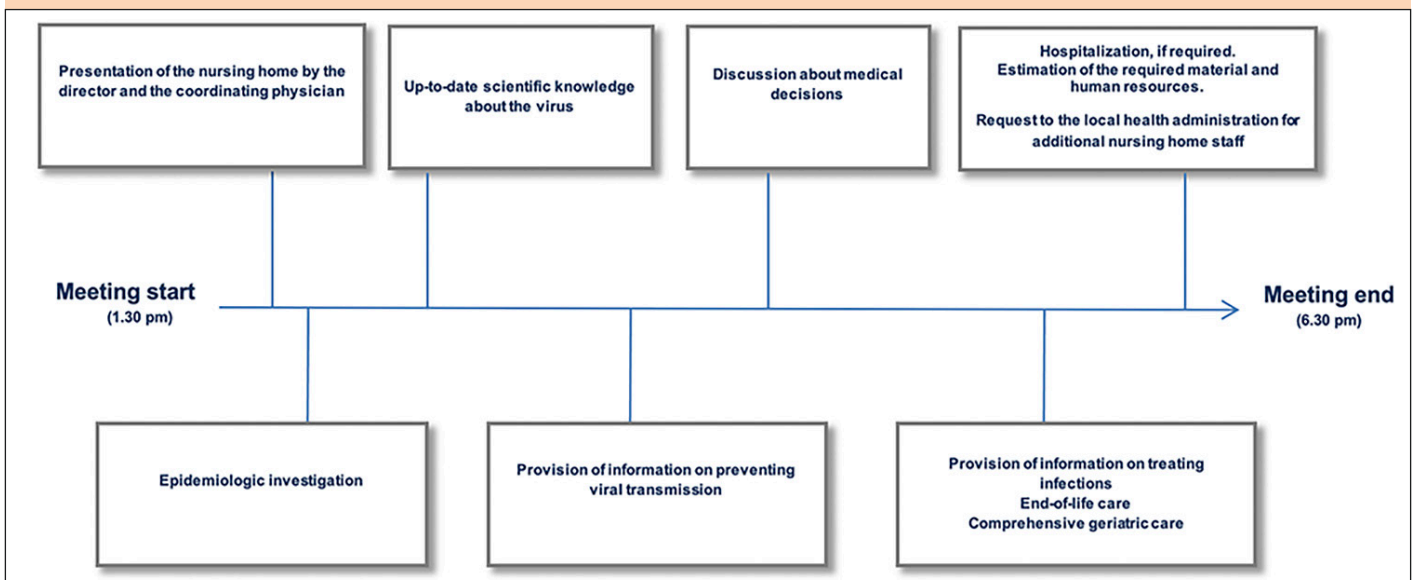 Presentation of the nursing home by the
director and the coordinating physician
Up-to-date scientific knowledge
about the virus
Discussion about medical
decisions
Hospitalization, if required.
Estimation of the required material and
human resources.
Request to the local health administration for
additional nursing home staff
Meeting start
(1.30 pm)
Meeting end
(6.30 pm)
Epidemiologic investigation
Provision of information on preventing
viral transmission
Provision of information on treating
infections
End-of-life care
Comprehensive geriatric care